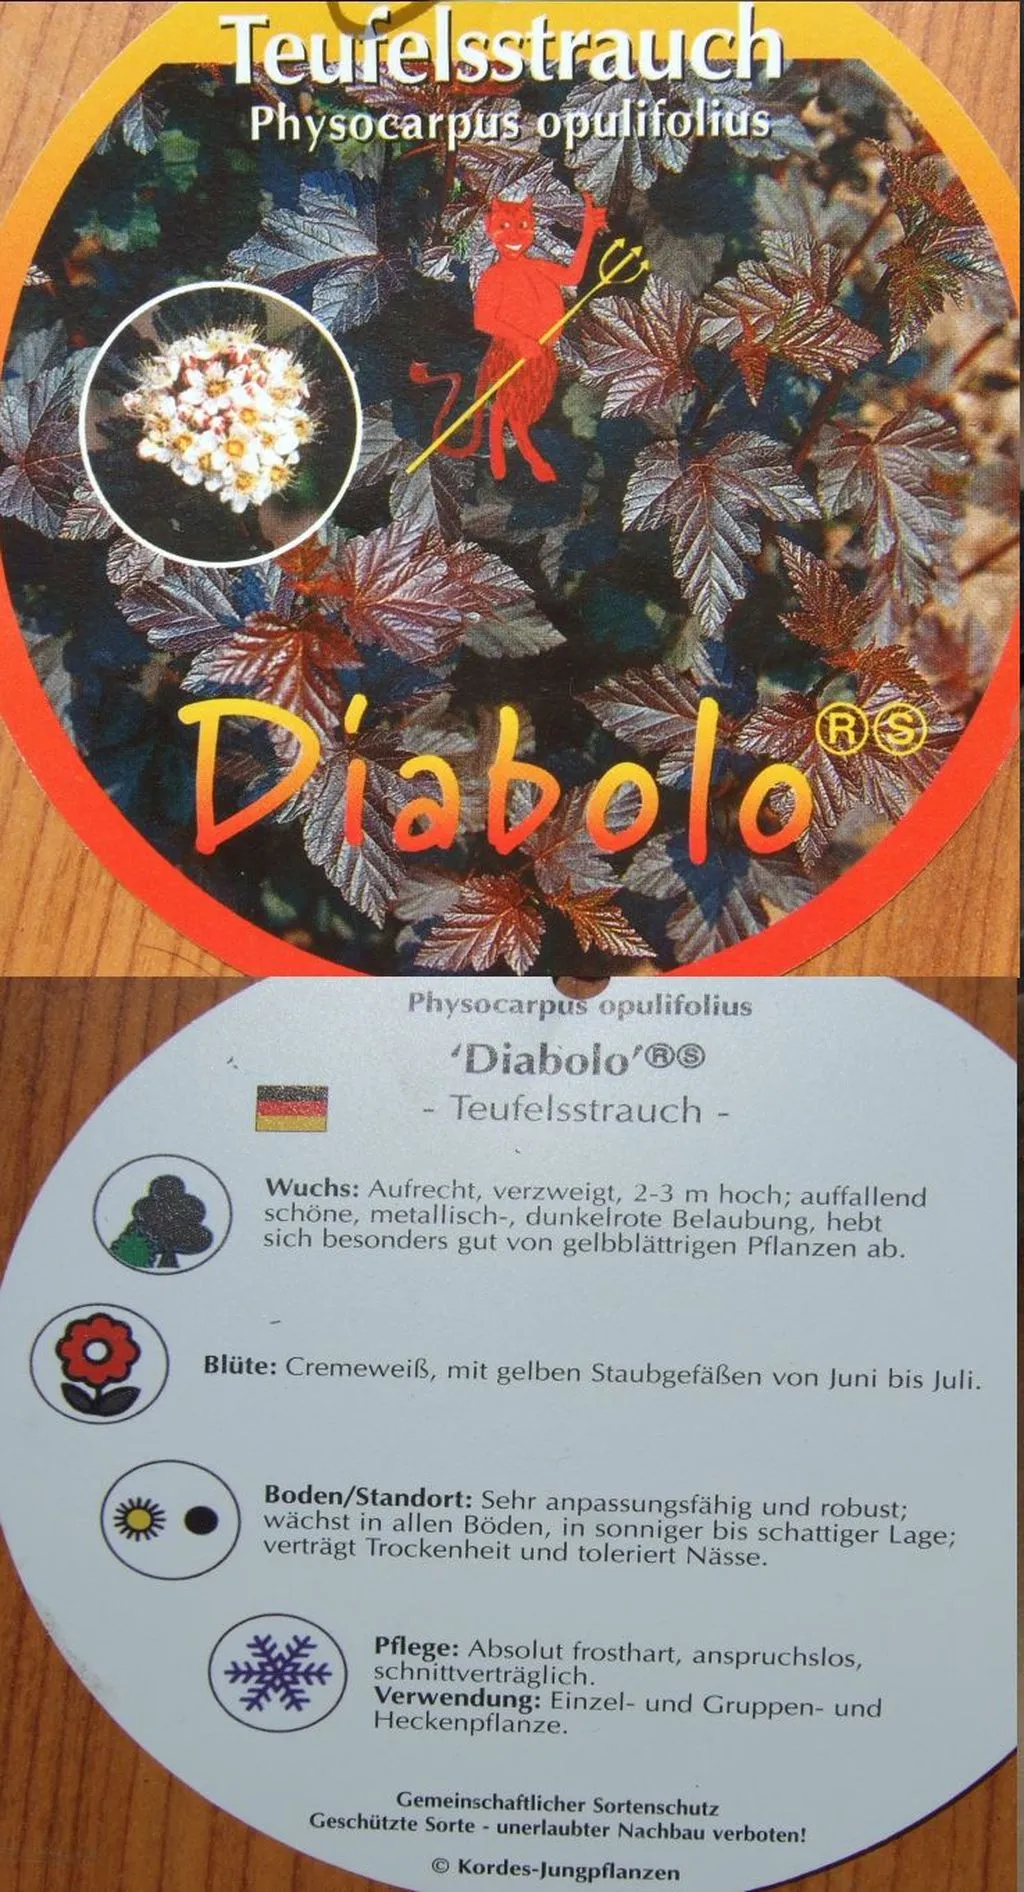 Teufelsstrauch
Physocarpus opulifolius
Diabolo®Ⓢ
Physocarpus opulifolius
'Diabolo'®Ⓢ
- Teufelsstrauch -
Wuchs: Aufrecht, verzweigt, 2-3 m hoch; auffallend
schöne, metallisch-, dunkelrote Belaubung, hebt
sich besonders gut von gelbblättrigen Pflanzen ab.
Blüte: Cremeweiß, mit gelben Staubgefäßen von Juni bis Juli.
Boden/Standort: Sehr anpassungsfähig und robust;
wächst in allen Böden, in sonniger bis schattiger Lage;
verträgt Trockenheit und toleriert Nässe.
Pflege: Absolut frosthart, anspruchslos,
schnittverträglich.
Verwendung: Einzel- und Gruppen- und
Heckenpflanze.
Gemeinschaftlicher Sortenschutz
Geschützte Sorte - unerlaubter Nachbau verboten!
© Kordes-Jungpflanzen